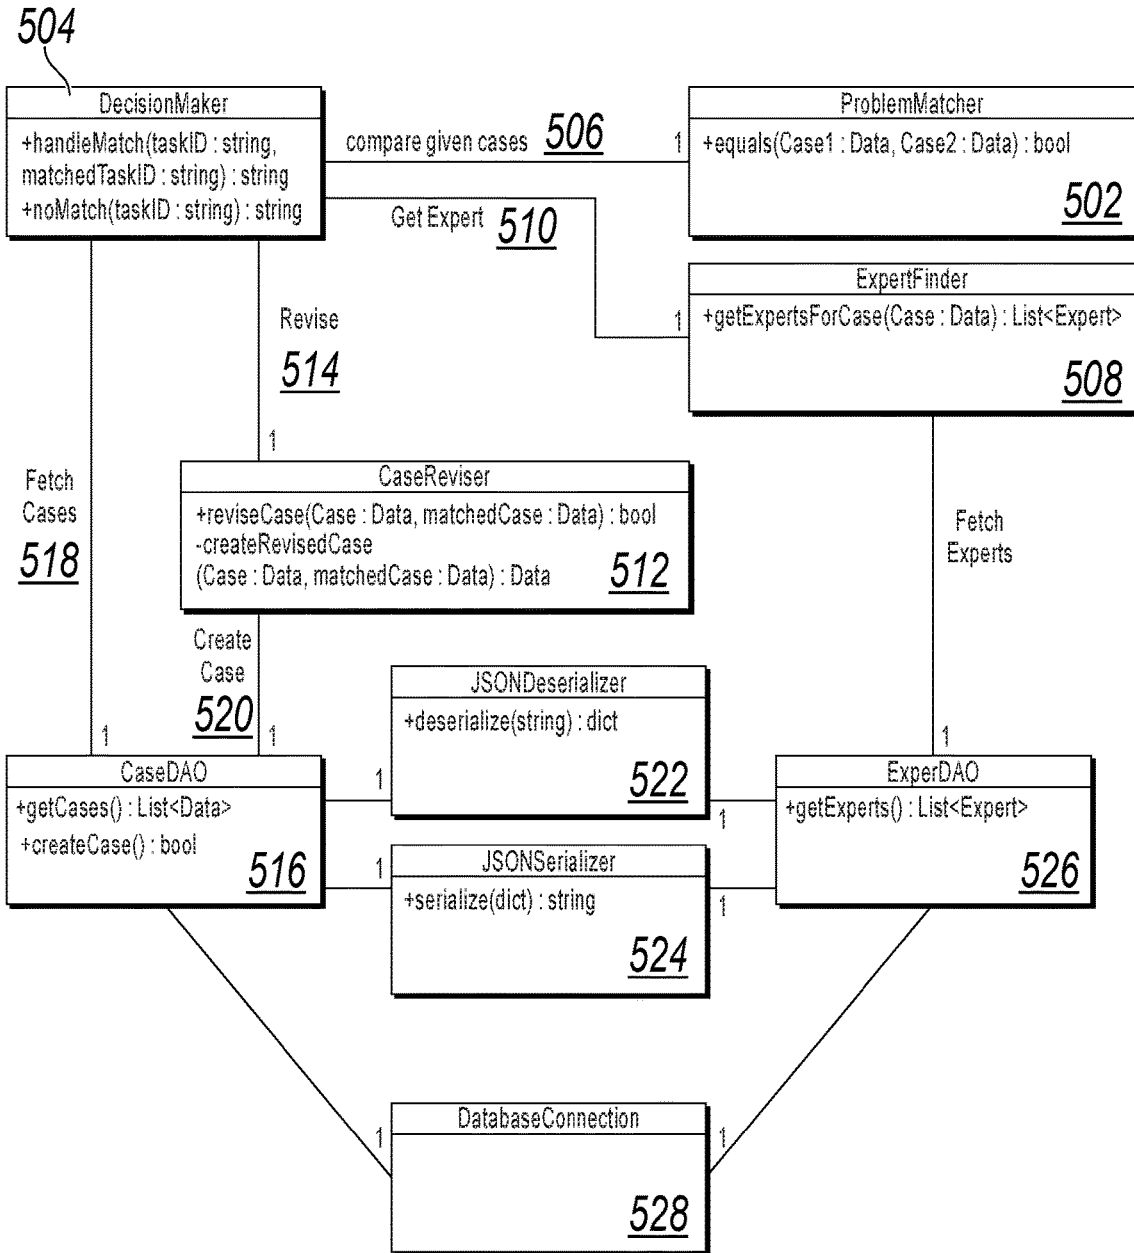 504
DecisionMaker
+handleMatch(taskID : string,
matchedTaskID : string) : string
+noMatch(taskID : string) : string
compare given cases 506 1
ProblemMatcher
+equals(Case1 : Data, Case2 : Data) : bool
502
Get Expert 510
1
ExpertFinder
+getExpertsForCase(Case : Data) : List<Expert>
508
Revise
514
1
Fetch
Cases
518
CaseReviser
+reviseCase(Case : Data, matchedCase : Data) : bool
-createRevisedCase
(Case : Data, matchedCase : Data) : Data
512
Fetch
Experts
Create
Case
520
1
1
1
CaseDAO
+getCases() : List<Data>
+createCase() : bool
516
1
1
JSONDeserializer
+deserialize(string) : dict
522
1
1
JSONSerializer
+serialize(dict) : string
524
ExperDAO
+getExperts() : List<Expert>
526
1
1
DatabaseConnection
528